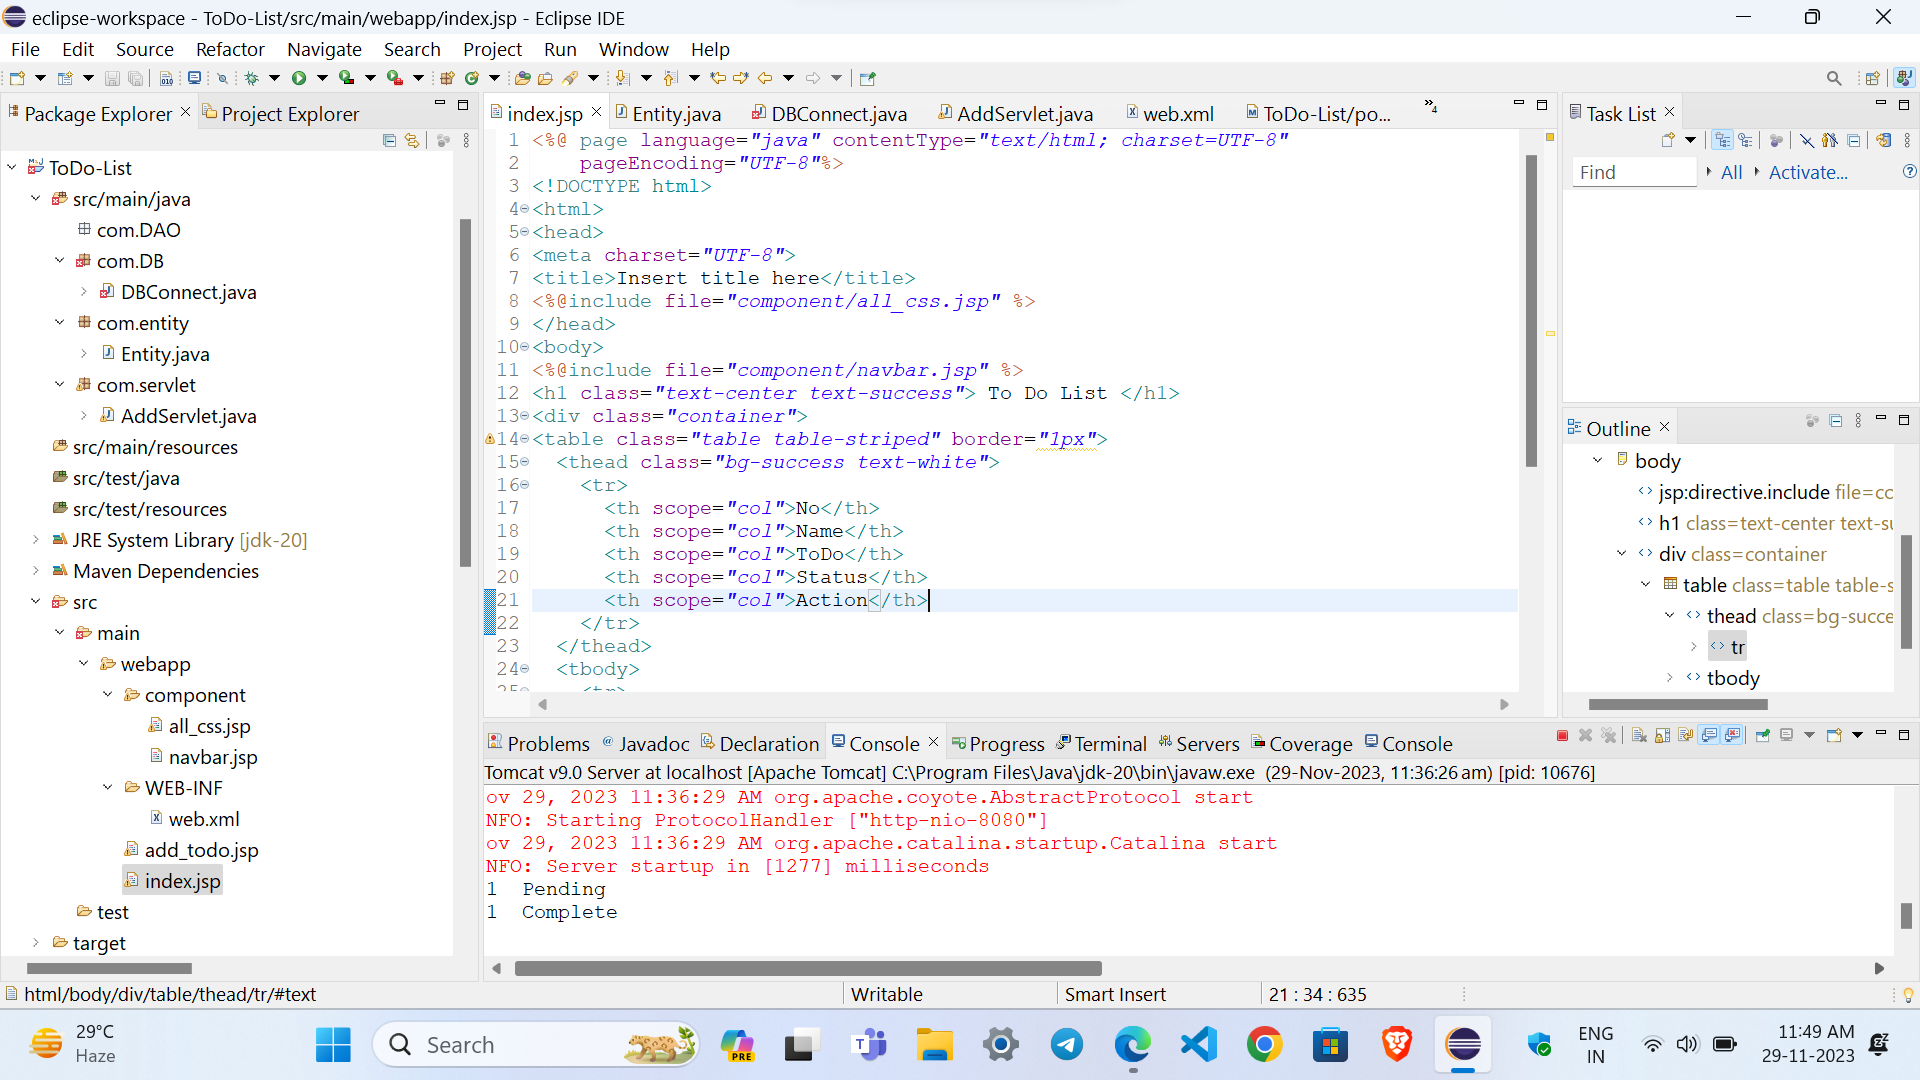 eclipse-workspace - ToDo-List/src/main/webapp/index.jsp - Eclipse IDE
File Edit Source Refactor Navigate Search Project Run Window Help
Package Explorer Project Explorer
ToDo-List
src/main/java
com.DAO
com.DB
DBConnect.java
com.entity
Entity.java
com.servlet
AddServlet.java
src/main/resources
src/test/java
src/test/resources
JRE System Library [jdk-20]
Maven Dependencies
src
main
webapp
component
all_css.jsp
navbar.jsp
WEB-INF
web.xml
add_todo.jsp
index.jsp
test
target
index.jsp Entity.java DBConnect.java AddServlet.java web.xml ToDo-List/po... »4
1 <%@ page language="java" contentType="text/html; charset=UTF-8"
2     pageEncoding="UTF-8"%>
3 <!DOCTYPE html>
4 <html>
5 <head>
6 <meta charset="UTF-8">
7 <title>Insert title here</title>
8 <%@include file="component/all_css.jsp" %>
9 </head>
10 <body>
11 <%@include file="component/navbar.jsp" %>
12 <h1 class="text-center text-success"> To Do List </h1>
13 <div class="container">
14 <table class="table table-striped" border="1px">
15   <thead class="bg-success text-white">
16     <tr>
17       <th scope="col">No</th>
18       <th scope="col">Name</th>
19       <th scope="col">ToDo</th>
20       <th scope="col">Status</th>
21       <th scope="col">Action</th>
22     </tr>
23   </thead>
24   <tbody>
25     <tr>
Task List
Find All Activate...
Outline
body
jsp:directive.include file=co
h1 class=text-center text-su
div class=container
table class=table table-s
thead class=bg-succe
tr
tbody
Problems Javadoc Declaration Console Progress Terminal Servers Coverage Console
Tomcat v9.0 Server at localhost [Apache Tomcat] C:\Program Files\Java\jdk-20\bin\javaw.exe (29-Nov-2023, 11:36:26 am) [pid: 10676]
ov 29, 2023 11:36:29 AM org.apache.coyote.AbstractProtocol start
NFO: Starting ProtocolHandler ["http-nio-8080"]
ov 29, 2023 11:36:29 AM org.apache.catalina.startup.Catalina start
NFO: Server startup in [1277] milliseconds
1 Pending
1 Complete
html/body/div/table/thead/tr/#text Writable Smart Insert 21 : 34 : 635
29°C
Haze
Search
PRE
ENG
IN
11:49 AM
29-11-2023